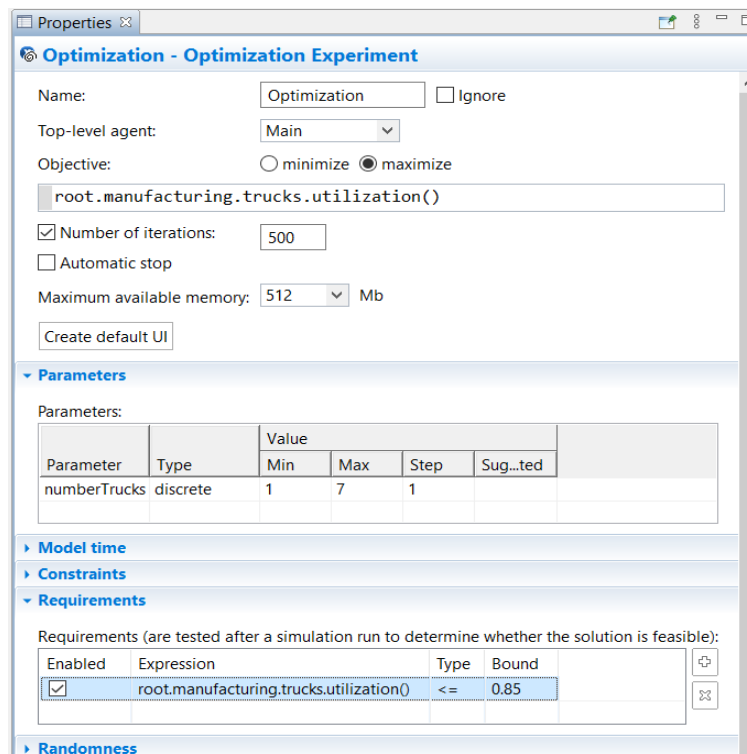 Properties
Optimization - Optimization Experiment
Name: Optimization Ignore
Top-level agent: Main
Objective: minimize maximize
root.manufacturing.trucks.utilization()
Number of iterations: 500
Automatic stop
Maximum available memory: 512 Mb
Create default UI
Parameters
Parameters:
Value
Parameter Type Min Max Step Sug...ted
numberTrucks discrete 1 7 1
Model time
Constraints
Requirements
Requirements (are tested after a simulation run to determine whether the solution is feasible):
Enabled Expression Type Bound
root.manufacturing.trucks.utilization() <= 0.85
Randomness